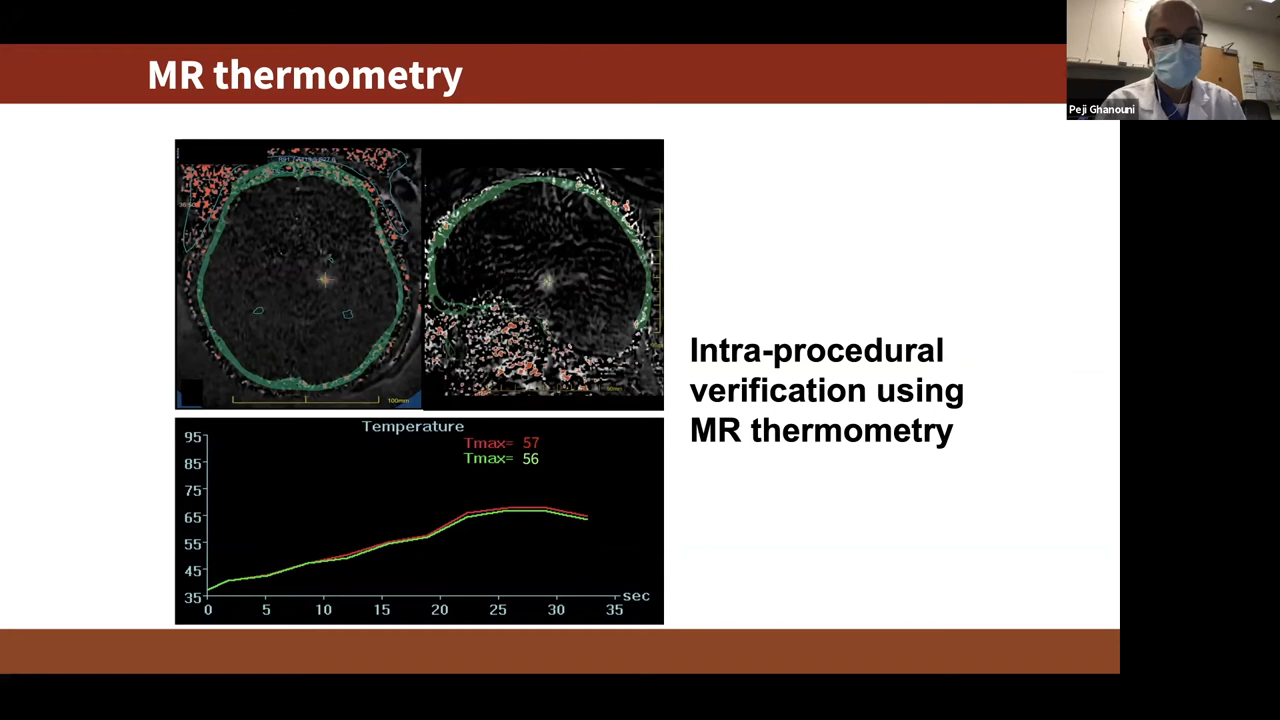 MR thermometry
Peji Ghanouni
100mm
Temperature
Tmax= 57
Tmax= 56
95
85
75
65
55
45
35
0 5 10 15 20 25 30 35 sec
Intra-procedural
verification using
MR thermometry